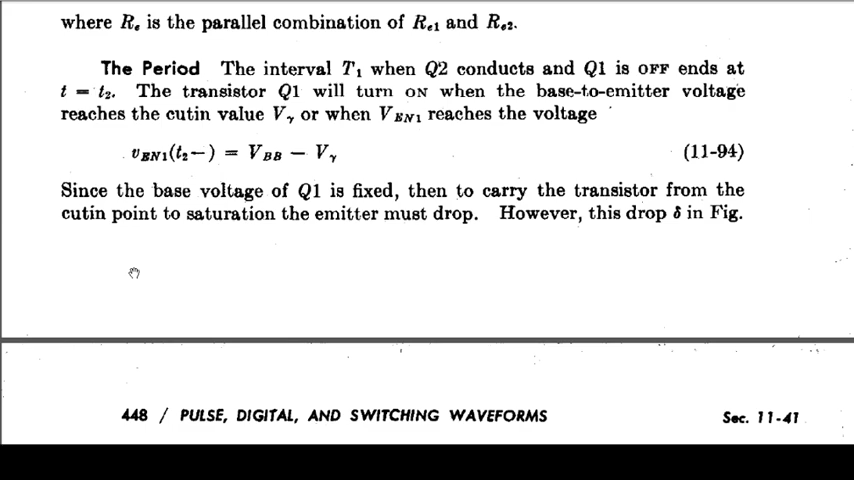 where Re is the parallel combination of Re1 and Re2.
The Period The interval T1 when Q2 conducts and Q1 is OFF ends at
t = t2. The transistor Q1 will turn ON when the base-to-emitter voltage
reaches the cutin value Vγ or when VEN1 reaches the voltage
vEN1(t2−) = VBB − Vγ (11-94)
Since the base voltage of Q1 is fixed, then to carry the transistor from the
cutin point to saturation the emitter must drop. However, this drop δ in Fig.
448 / PULSE, DIGITAL, AND SWITCHING WAVEFORMS Sec. 11-41